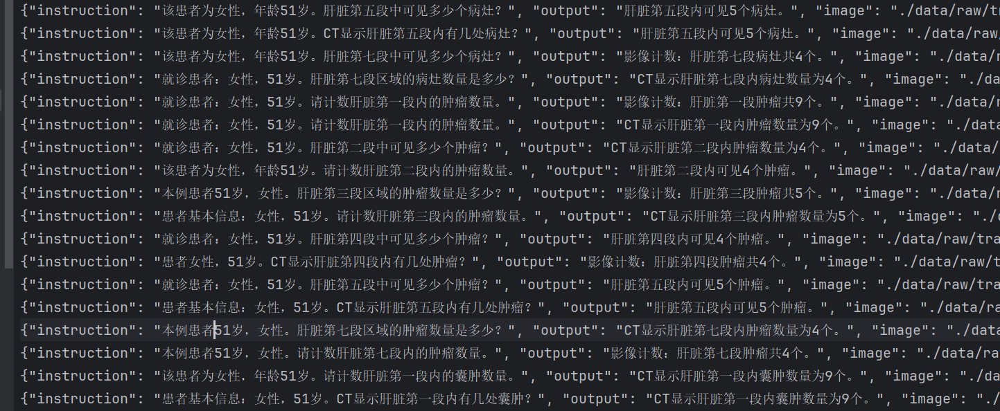 {"instruction": "该患者为女性，年龄51岁。肝脏第五段中可见多少个病灶？", "output": "肝脏第五段内可见5个病灶。", "image": "./data/raw/tr
{"instruction": "该患者为女性，年龄51岁。CT显示肝脏第五段内有几处病灶？", "output": "肝脏第五段内可见5个病灶。", "image": "./data/raw/
{"instruction": "该患者为女性，年龄51岁。肝脏第七段中可见多少个病灶？", "output": "影像计数：肝脏第七段病灶共4个。", "image": "./data/r
{"instruction": "就诊患者：女性，51岁。肝脏第七段区域的病灶数量是多少？", "output": "CT显示肝脏第七段内病灶数量为4个。", "image": "./da
{"instruction": "就诊患者：女性，51岁。请计数肝脏第一段内的肿瘤数量。", "output": "影像计数：肝脏第一段肿瘤共9个。", "image": "./data/r
{"instruction": "就诊患者：女性，51岁。请计数肝脏第一段内的肿瘤数量。", "output": "CT显示肝脏第一段内肿瘤数量为9个。", "image": "./data
{"instruction": "就诊患者：女性，51岁。肝脏第二段中可见多少个肿瘤？", "output": "CT显示肝脏第二段内肿瘤数量为4个。", "image": "./data/
{"instruction": "该患者为女性，年龄51岁。请计数肝脏第二段内的肿瘤数量。", "output": "肝脏第二段内可见4个肿瘤。", "image": "./data/raw/
{"instruction": "本例患者51岁，女性。肝脏第三段区域的肿瘤数量是多少？", "output": "影像计数：肝脏第三段肿瘤共5个。", "image": "./data/r
{"instruction": "患者基本信息：女性，51岁。请计数肝脏第三段内的肿瘤数量。", "output": "CT显示肝脏第三段内肿瘤数量为5个。", "image": "./d
{"instruction": "就诊患者：女性，51岁。肝脏第四段中可见多少个肿瘤？", "output": "肝脏第四段内可见4个肿瘤。", "image": "./data/raw/tra
{"instruction": "患者女性，51岁。CT显示肝脏第四段内有几处肿瘤？", "output": "影像计数：肝脏第四段肿瘤共4个。", "image": "./data/raw/t
{"instruction": "就诊患者：女性，51岁。肝脏第五段中可见多少个肿瘤？", "output": "肝脏第五段内可见5个肿瘤。", "image": "./data/raw/tra
{"instruction": "患者基本信息：女性，51岁。CT显示肝脏第五段内有几处肿瘤？", "output": "肝脏第五段内可见5个肿瘤。", "image": "./data/ra
{"instruction": "本例患者51岁，女性。肝脏第七段区域的肿瘤数量是多少？", "output": "CT显示肝脏第七段内肿瘤数量为4个。", "image": "./data
{"instruction": "本例患者51岁，女性。请计数肝脏第七段内的肿瘤数量。", "output": "影像计数：肝脏第七段肿瘤共4个。", "image": "./data/ra
{"instruction": "该患者为女性，年龄51岁。请计数肝脏第一段内的囊肿数量。", "output": "CT显示肝脏第一段内囊肿数量为9个。", "image": "./da
{"instruction": "患者基本信息：女性，51岁。CT显示肝脏第一段内有几处囊肿？", "output": "CT显示肝脏第一段内囊肿数量为9个。", "image": "./